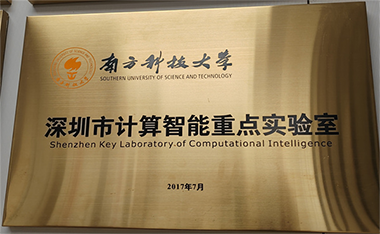 南方科技大学
SOUTHERN UNIVERSITY OF SCIENCE AND TECHNOLOGY
深圳市计算智能重点实验室
Shenzhen Key Laboratory of Computational Intelligence
2017年7月